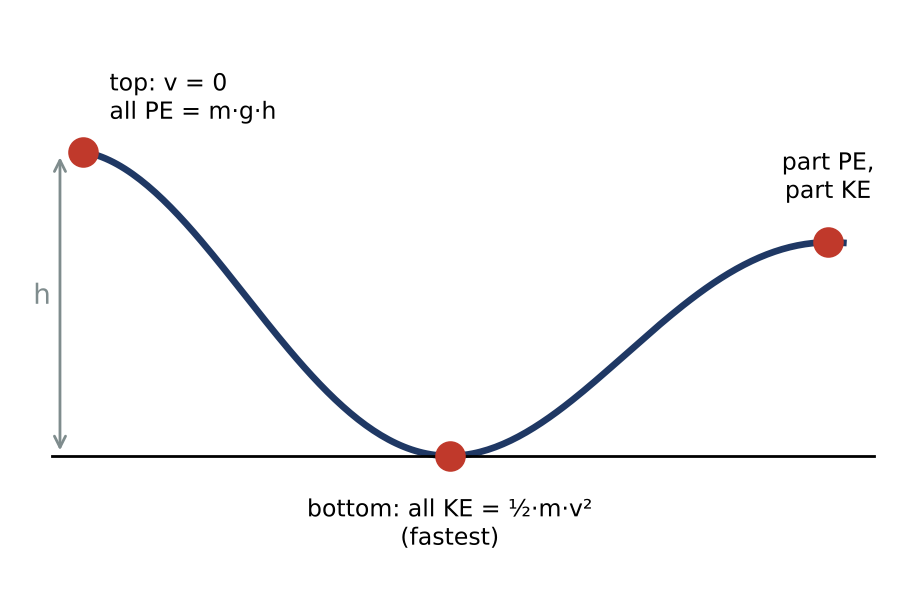 top: v = 0
all PE = m·g·h
part PE,
part KE
h
bottom: all KE = ½·m·v²
(fastest)